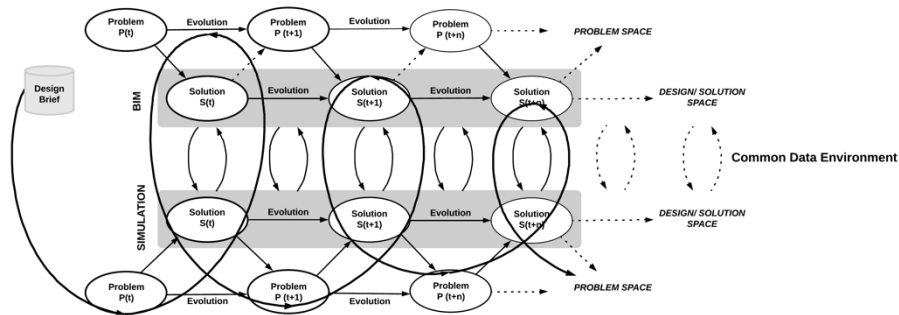 Problem
P(t)
Evolution
Problem
P (t+1)
Evolution
Problem
P (t+n)
PROBLEM SPACE
Design
Brief
BIM
Solution
S(t)
Evolution
Solution
S(t+1)
Evolution
Solution
S(t+n)
DESIGN/ SOLUTION
SPACE
Common Data Environment
SIMULATION
Solution
S(t)
Evolution
Solution
S(t+1)
Evolution
Solution
S(t+n)
DESIGN/ SOLUTION
SPACE
Problem
P(t)
Evolution
Problem
P (t+1)
Evolution
Problem
P (t+n)
PROBLEM SPACE